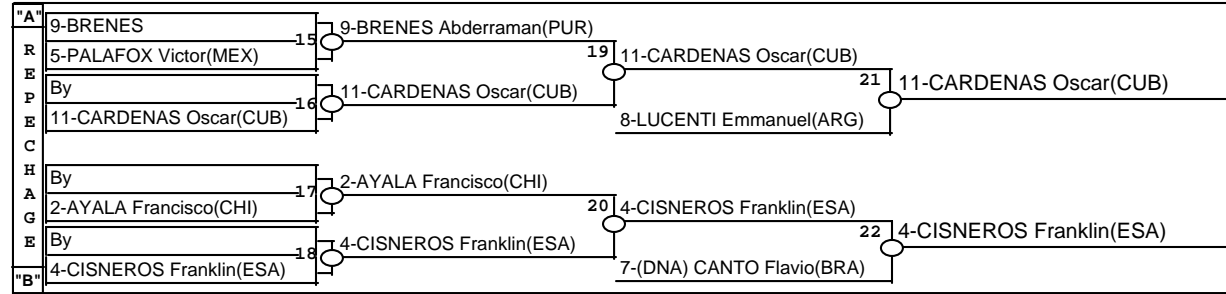 "A"
REPECHAGE
"B"
9-BRENES
15
5-PALAFOX Victor(MEX)
9-BRENES Abderraman(PUR)
By
16
11-CARDENAS Oscar(CUB)
11-CARDENAS Oscar(CUB)
19
11-CARDENAS Oscar(CUB)
8-LUCENTI Emmanuel(ARG)
21
11-CARDENAS Oscar(CUB)
By
17
2-AYALA Francisco(CHI)
2-AYALA Francisco(CHI)
By
18
4-CISNEROS Franklin(ESA)
4-CISNEROS Franklin(ESA)
20
4-CISNEROS Franklin(ESA)
7-(DNA) CANTO Flavio(BRA)
22
4-CISNEROS Franklin(ESA)